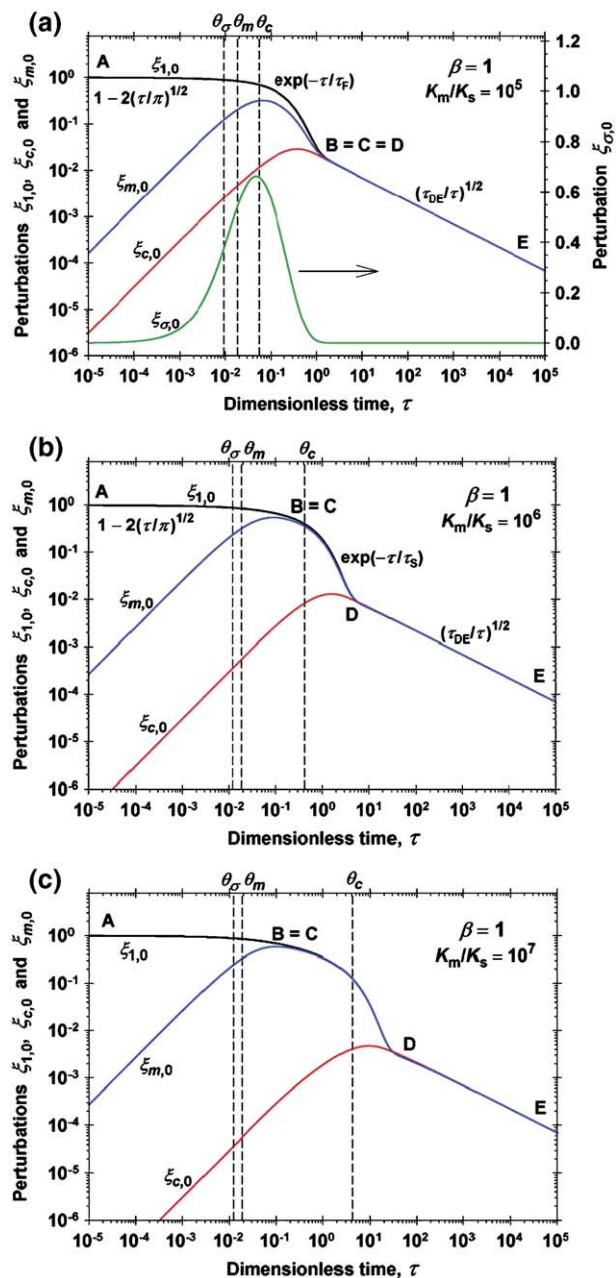 (a)
θσ θm θc
A ξ1,0
1 – 2(τ/π)^1/2
exp(–τ/τF)
β = 1
Km/Ks = 10^5
B = C = D
ξm,0
ξc,0
ξσ,0
(τDE/τ)^1/2
E
10^0
10^-1
10^-2
10^-3
10^-4
10^-5
10^-6
1.2
1.0
0.8
0.6
0.4
0.2
0.0
10^-5 10^-4 10^-3 10^-2 10^-1 10^0 10^1 10^2 10^3 10^4 10^5
Perturbations ξ1,0, ξc,0 and ξm,0
Perturbation ξσ,0
Dimensionless time, τ
(b)
θσ θm θc
A ξ1,0
1 – 2(τ/π)^1/2
B = C
β = 1
Km/Ks = 10^6
exp(–τ/τS)
ξm,0
ξc,0
D
(τDE/τ)^1/2
E
10^0
10^-1
10^-2
10^-3
10^-4
10^-5
10^-6
10^-5 10^-4 10^-3 10^-2 10^-1 10^0 10^1 10^2 10^3 10^4 10^5
Perturbations ξ1,0, ξc,0 and ξm,0
Dimensionless time, τ
(c)
θσ θm θc
A
ξ1,0
B = C
β = 1
Km/Ks = 10^7
ξm,0
ξc,0
D
E
10^0
10^-1
10^-2
10^-3
10^-4
10^-5
10^-6
10^-5 10^-4 10^-3 10^-2 10^-1 10^0 10^1 10^2 10^3 10^4 10^5
Perturbations ξ1,0, ξc,0 and ξm,0
Dimensionless time, τ